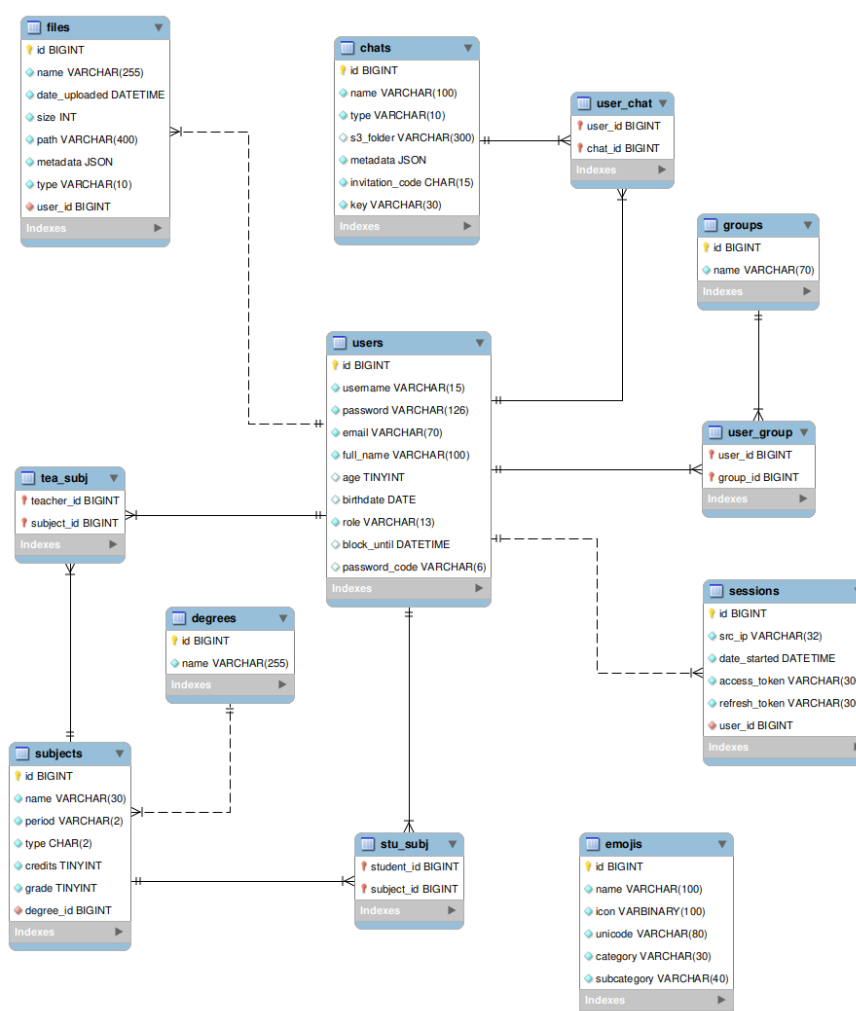 files
id BIGINT
name VARCHAR(255)
date_uploaded DATETIME
size INT
path VARCHAR(400)
metadata JSON
type VARCHAR(10)
user_id BIGINT
Indexes
chats
id BIGINT
name VARCHAR(100)
type VARCHAR(10)
s3_folder VARCHAR(300)
metadata JSON
invitation_code CHAR(15)
key VARCHAR(30)
Indexes
user_chat
user_id BIGINT
chat_id BIGINT
Indexes
groups
id BIGINT
name VARCHAR(70)
Indexes
users
id BIGINT
username VARCHAR(15)
password VARCHAR(126)
email VARCHAR(70)
full_name VARCHAR(100)
age TINYINT
birthdate DATE
role VARCHAR(13)
block_until DATETIME
password_code VARCHAR(6)
Indexes
user_group
user_id BIGINT
group_id BIGINT
Indexes
tea_subj
teacher_id BIGINT
subject_id BIGINT
Indexes
degrees
id BIGINT
name VARCHAR(255)
Indexes
sessions
id BIGINT
src_ip VARCHAR(32)
date_started DATETIME
access_token VARCHAR(30
refresh_token VARCHAR(30
user_id BIGINT
Indexes
subjects
id BIGINT
name VARCHAR(30)
period VARCHAR(2)
type CHAR(2)
credits TINYINT
grade TINYINT
degree_id BIGINT
Indexes
stu_subj
student_id BIGINT
subject_id BIGINT
Indexes
emojis
id BIGINT
name VARCHAR(100)
icon VARBINARY(100)
unicode VARCHAR(80)
category VARCHAR(30)
subcategory VARCHAR(40)
Indexes